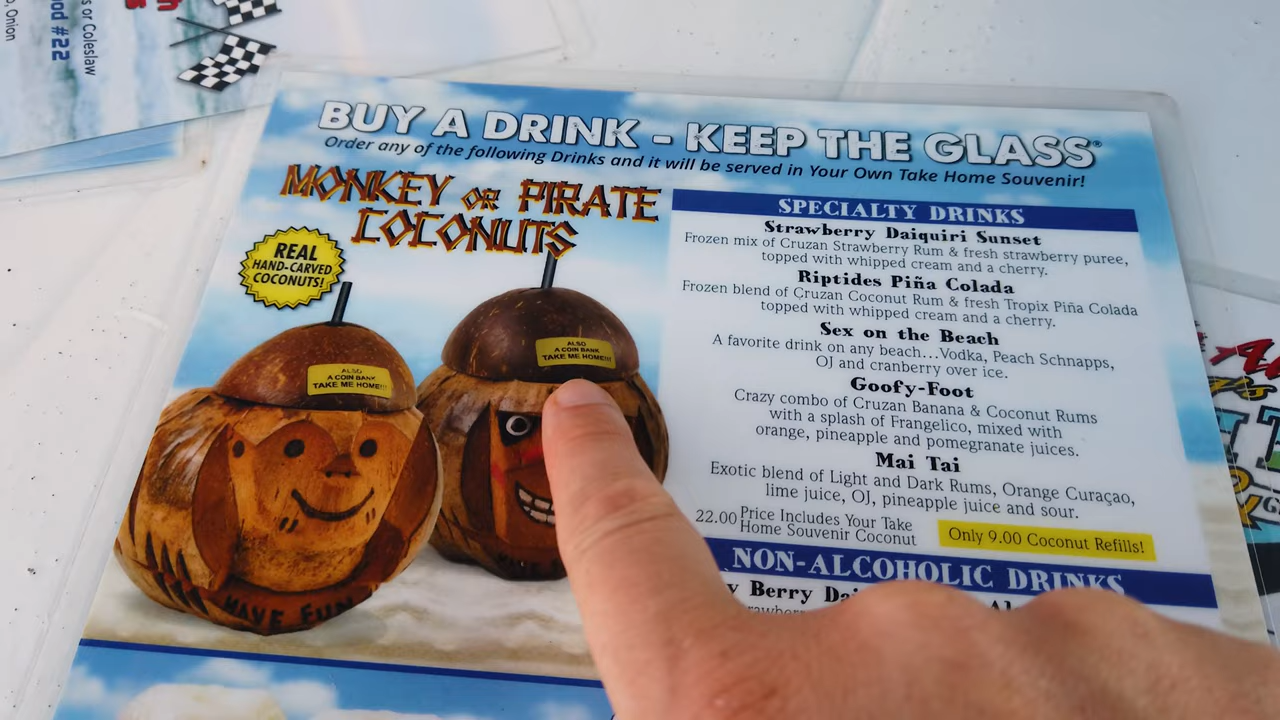 BUY A DRINK - KEEP THE GLASS®
Order any of the following Drinks and it will be served in Your Own Take Home Souvenir!
MONKEY OR PIRATE
COCONUTS
REAL
HAND-CARVED
COCONUTS!
ALSO
A COIN BANK
TAKE ME HOME!!!
ALSO
A COIN BANK
TAKE ME HOME!!!
HAVE FUN
SPECIALTY DRINKS
Strawberry Daiquiri Sunset
Frozen mix of Cruzan Strawberry Rum & fresh strawberry puree,
topped with whipped cream and a cherry.
Riptides Piña Colada
Frozen blend of Cruzan Coconut Rum & fresh Tropix Piña Colada
topped with whipped cream and a cherry.
Sex on the Beach
A favorite drink on any beach...Vodka, Peach Schnapps,
OJ and cranberry over ice.
Goofy-Foot
Crazy combo of Cruzan Banana & Coconut Rums
with a splash of Frangelico, mixed with
orange, pineapple and pomegranate juices.
Mai Tai
Exotic blend of Light and Dark Rums, Orange Curaçao,
lime juice, OJ, pineapple juice and sour.
22.00 Price Includes Your Take
Home Souvenir Coconut
Only 9.00 Coconut Refills!
NON-ALCOHOLIC DRINKS
Berry
s or Coleslaw
od #22
, Onion